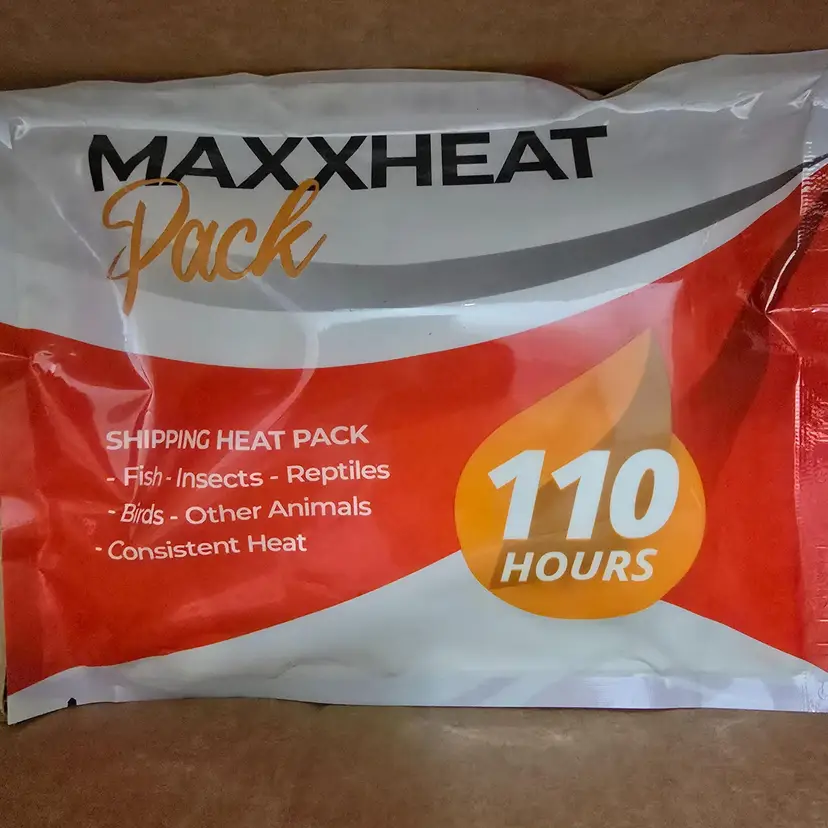 MAXXHEAT
Pack
SHIPPING HEAT PACK
- Fish - Insects - Reptiles
- Birds - Other Animals
- Consistent Heat
110
HOURS